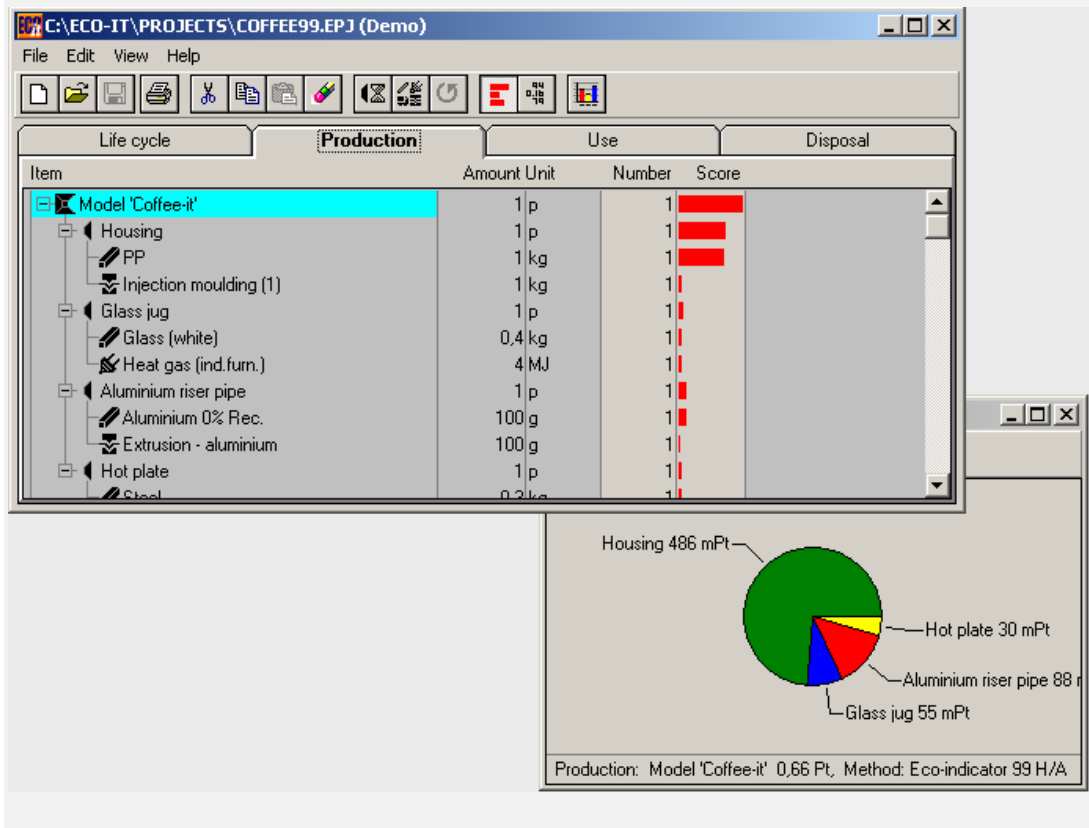 C:\ECO-IT\PROJECTS\COFFEE99.EPJ (Demo)
File Edit View Help
Life cycle Production Use Disposal
Item Amount Unit Number Score
Model 'Coffee-it' 1 p 1
Housing 1 p 1
PP 1 kg 1
Injection moulding (1) 1 kg 1
Glass jug 1 p 1
Glass (white) 0,4 kg 1
Heat gas (ind.furn.) 4 MJ 1
Aluminium riser pipe 1 p 1
Aluminium 0% Rec. 100 g 1
Extrusion - aluminium 100 g 1
Hot plate 1 p 1
Steel 0,3 kg 1
Housing 486 mPt
Hot plate 30 mPt
Aluminium riser pipe 88
Glass jug 55 mPt
Production: Model 'Coffee-it' 0,66 Pt, Method: Eco-indicator 99 H/A